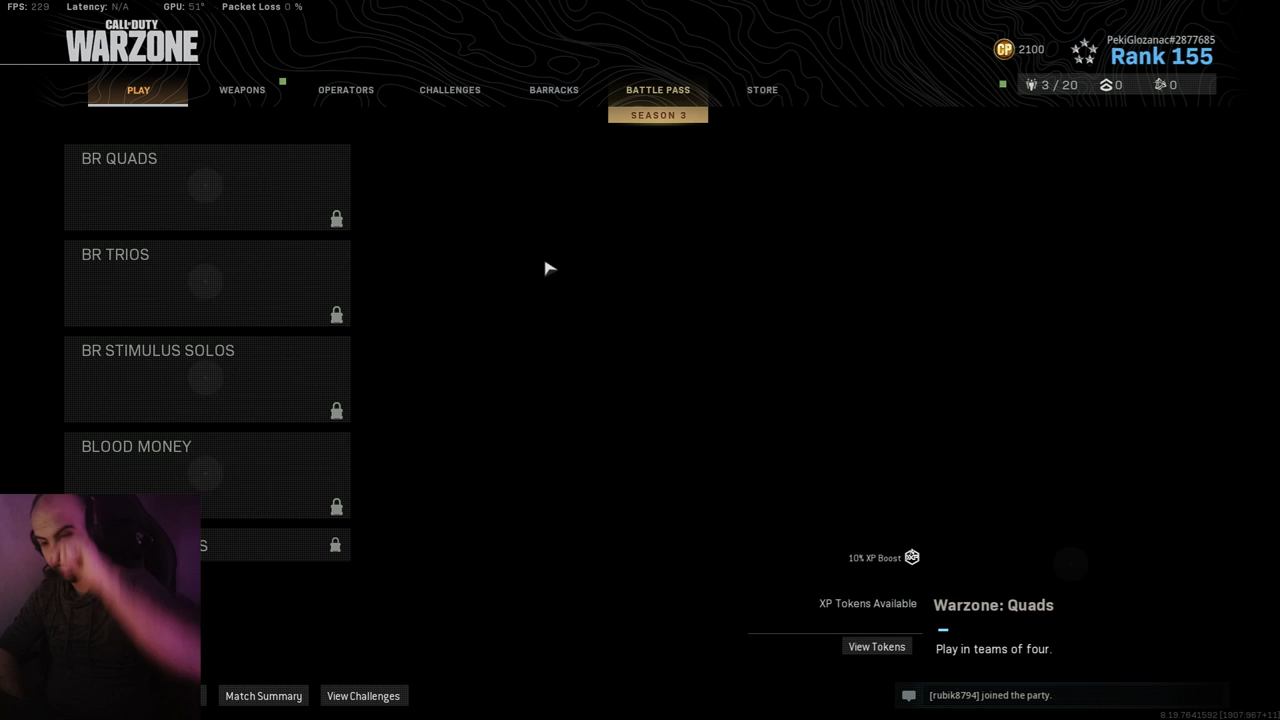 FPS: 229 Latency: N/A GPU: 51° Packet Loss 0 %
CALL OF DUTY
WARZONE
CP 2100
PekiGlozanac#2877685
Rank 155
3 / 20 0 0
PLAY WEAPONS OPERATORS CHALLENGES BARRACKS BATTLE PASS STORE
SEASON 3
BR QUADS
BR TRIOS
BR STIMULUS SOLOS
BLOOD MONEY
S
10% XP Boost
XP Tokens Available
View Tokens
Warzone: Quads
Play in teams of four.
Match Summary View Challenges
[rubik8794] joined the party.